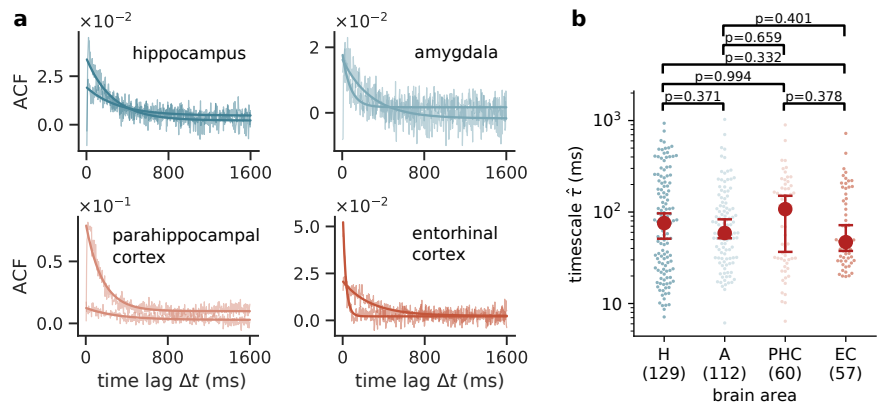 a
×10⁻²
hippocampus
ACF
2.5
0.0
0
800
1600
×10⁻²
amygdala
2
0
0
800
1600
×10⁻¹
parahippocampal
cortex
ACF
0.5
0.0
0
800
1600
time lag Δt (ms)
×10⁻²
entorhinal
cortex
5.0
2.5
0.0
0
800
1600
time lag Δt (ms)
b
p=0.401
p=0.659
p=0.332
p=0.994
p=0.371
p=0.378
timescale τ̂ (ms)
10³
10²
10
H
(129)
A
(112)
PHC
(60)
EC
(57)
brain area